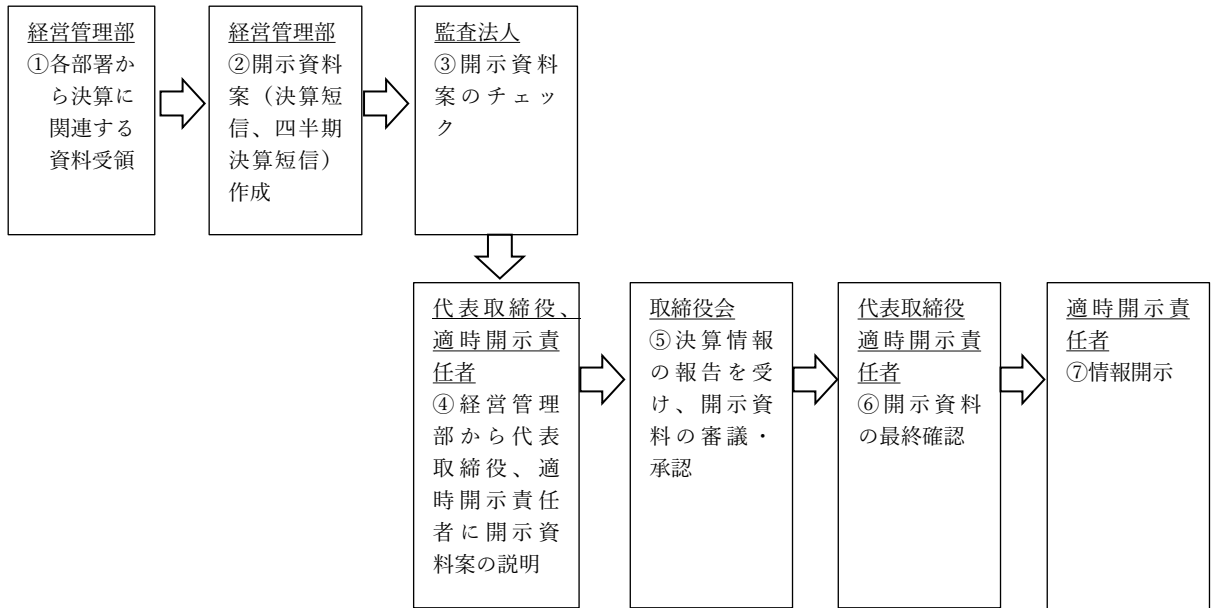 経営管理部
①各部署か
ら決算に
関連する
資料受領
経営管理部
②開示資料
案（決算短
信、四半期
決算短信）
作成
監査法人
③開示資料
案のチェッ
ク
代表取締役、
適時開示責
任者
④経営管理
部から代表
取締役、適
時開示責任
者に開示資
料案の説明
取締役会
⑤決算情報
の報告を受
け、開示資
料の審議・
承認
代表取締役
適時開示責
任者
⑥開示資料
の最終確認
適時開示責
任者
⑦情報開示